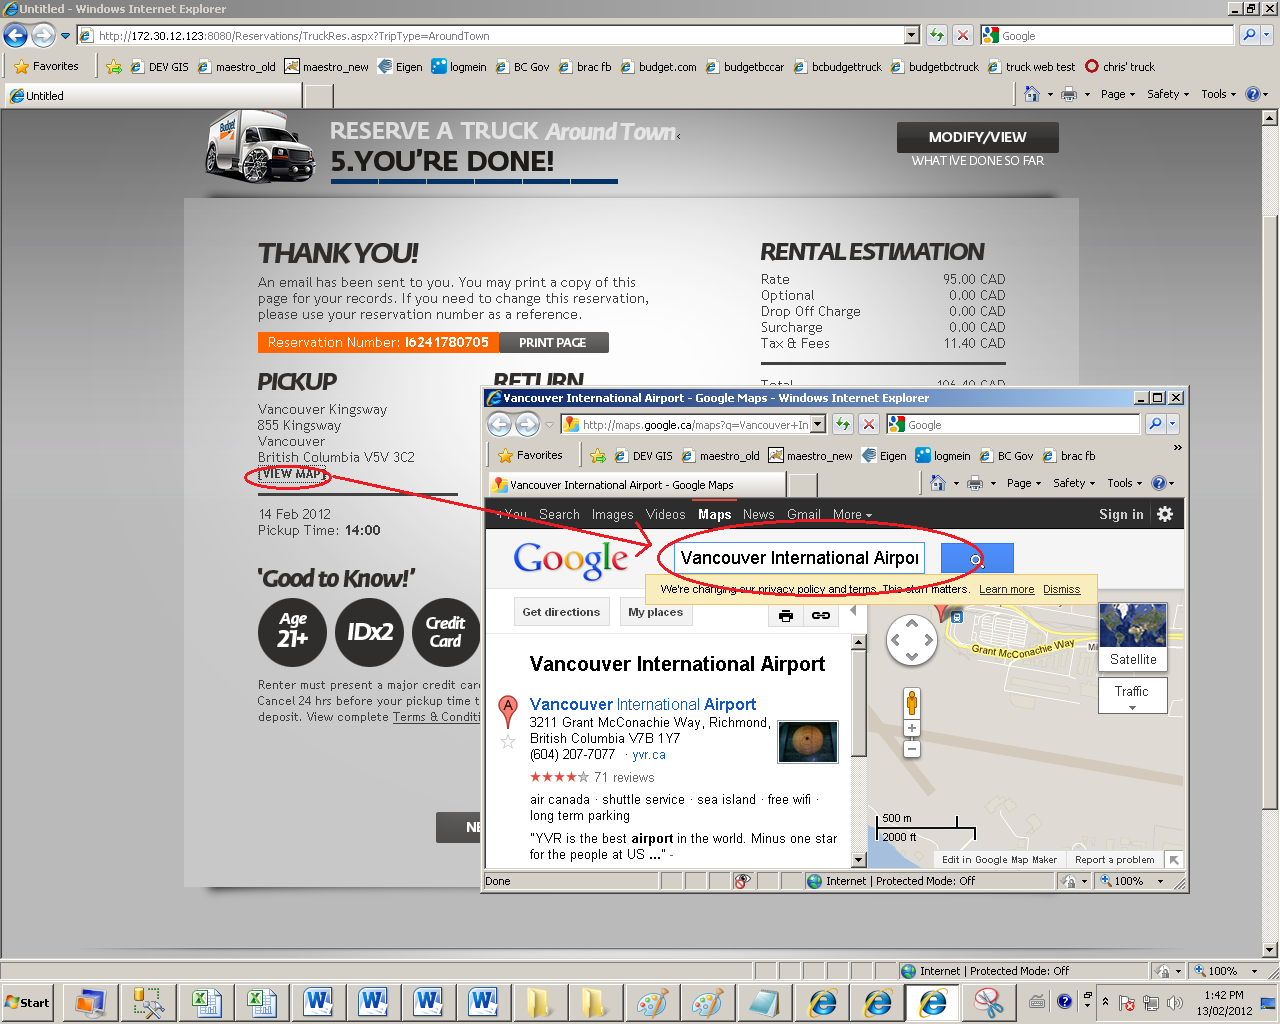 Untitled - Windows Internet Explorer
http://172.30.12.123:8080/Reservations/TruckRes.aspx?TripType=AroundTown
Google
Favorites
DEV GIS
maestro_old
maestro_new
Eigen
logmein
BC Gov
brac fb
budget.com
budgetbccar
bcbudgettruck
budgetbctruck
truck web test
chris' truck
Untitled
Page
Safety
Tools
Budget
RESERVE A TRUCK Around Town
5.YOU'RE DONE!
MODIFY/VIEW
WHAT IVE DONE SO FAR
THANK YOU!
An email has been sent to you. You may print a copy of this
page for your records. If you need to change this reservation,
please use your reservation number as a reference.
Reservation Number: I6241780705
PRINT PAGE
RENTAL ESTIMATION
Rate 95.00 CAD
Optional 0.00 CAD
Drop Off Charge 0.00 CAD
Surcharge 0.00 CAD
Tax & Fees 11.40 CAD
Total 106.40 CAD
PICKUP
Vancouver Kingsway
855 Kingsway
Vancouver
British Columbia V5V 3C2
[VIEW MAP]
14 Feb 2012
Pickup Time: 14:00
RETURN
'Good to Know!'
Age 21+
IDx2
Credit Card
Renter must present a major credit car
Cancel 24 hrs before your pickup time t
deposit. View complete Terms & Conditi
NE
Vancouver International Airport - Google Maps - Windows Internet Explorer
http://maps.google.ca/maps?q=Vancouver+In
Google
Favorites
DEV GIS
maestro_old
maestro_new
Eigen
logmein
BC Gov
brac fb
Vancouver International Airport - Google Maps
Page
Safety
Tools
+You
Search
Images
Videos
Maps
News
Gmail
More
Sign in
Google
Vancouver International Airpor
We're changing our privacy policy and terms. This stuff matters. Learn more Dismiss
Get directions
My places
Vancouver International Airport
A
Vancouver International Airport
3211 Grant McConachie Way, Richmond,
British Columbia V7B 1Y7
(604) 207-7077 · yvr.ca
71 reviews
air canada · shuttle service · sea island · free wifi ·
long term parking
"YVR is the best airport in the world. Minus one star
for the people at US ..." -
Grant McConachie Way
Satellite
Traffic
500 m
2000 ft
Edit in Google Map Maker
Report a problem
Done
Internet | Protected Mode: Off
100%
Internet | Protected Mode: Off
100%
Start
1:42 PM
13/02/2012